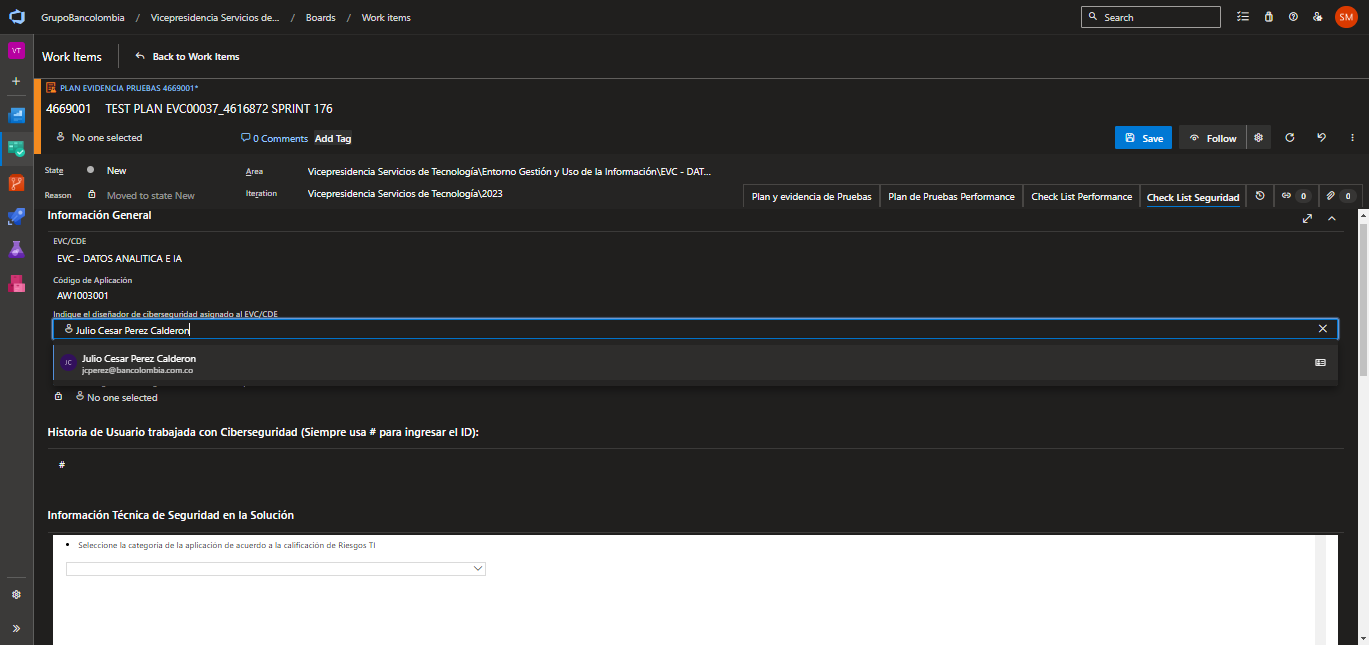 GrupoBancolombia / Vicepresidencia Servicios de... / Boards / Work items
Search
SM
VT
Work Items
Back to Work Items
PLAN EVIDENCIA PRUEBAS 4669001*
4669001 TEST PLAN EVC00037_4616872 SPRINT 176
No one selected
0 Comments
Add Tag
Save
Follow
State
New
Area
Vicepresidencia Servicios de Tecnología\Entorno Gestión y Uso de la Información\EVC - DAT...
Reason
Moved to state New
Iteration
Vicepresidencia Servicios de Tecnología\2023
Plan y evidencia de Pruebas
Plan de Pruebas Performance
Check List Performance
Check List Seguridad
0
0
Información General
EVC/CDE
EVC - DATOS ANALITICA E IA
Código de Aplicación
AW1003001
Indique el diseñador de ciberseguridad asignado al EVC/CDE
Julio Cesar Perez Calderon
JC
Julio Cesar Perez Calderon
jcperez@bancolombia.com.co
No one selected
Historia de Usuario trabajada con Ciberseguridad (Siempre usa # para ingresar el ID):
#
Información Técnica de Seguridad en la Solución
• Seleccione la categoria de la aplicación de acuerdo a la calificación de Riesgos TI